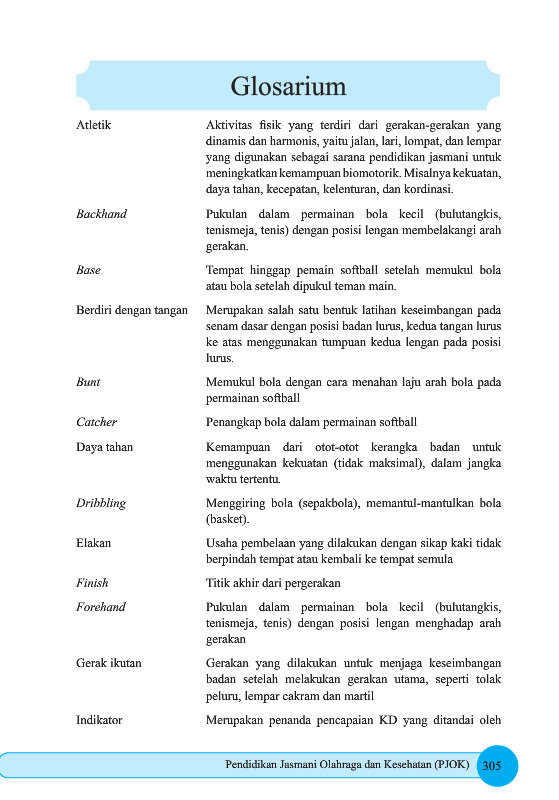 Glosarium
Atletik Aktivitas fisik yang terdiri dari gerakan-gerakan yang
dinamis dan harmonis, yaitu jalan, lari, lompat, dan lempar
yang digunakan sebagai sarana pendidikan jasmani untuk
meningkatkan kemampuan biomotorik. Misalnya kekuatan,
daya tahan, kecepatan, kelenturan, dan kordinasi.
Backhand Pukulan dalam permainan bola kecil (bulutangkis,
tenismeja, tenis) dengan posisi lengan membelakangi arah
gerakan.
Base Tempat hinggap pemain softball setelah memukul bola
atau bola setelah dipukul teman main.
Berdiri dengan tangan Merupakan salah satu bentuk latihan keseimbangan pada
senam dasar dengan posisi badan lurus, kedua tangan lurus
ke atas menggunakan tumpuan kedua lengan pada posisi
lurus.
Bunt Memukul bola dengan cara menahan laju arah bola pada
permainan softball
Catcher Penangkap bola dalam permainan softball
Daya tahan Kemampuan dari otot-otot kerangka badan untuk
menggunakan kekuatan (tidak maksimal), dalam jangka
waktu tertentu.
Dribbling Menggiring bola (sepakbola), memantul-mantulkan bola
(basket).
Elakan Usaha pembelaan yang dilakukan dengan sikap kaki tidak
berpindah tempat atau kembali ke tempat semula
Finish Titik akhir dari pergerakan
Forehand Pukulan dalam permainan bola kecil (bulutangkis,
tenismeja, tenis) dengan posisi lengan menghadap arah
gerakan
Gerak ikutan Gerakan yang dilakukan untuk menjaga keseimbangan
badan setelah melakukan gerakan utama, seperti tolak
peluru, lempar cakram dan martil
Indikator Merupakan penanda pencapaian KD yang ditandai oleh
Pendidikan Jasmani Olahraga dan Kesehatan (PJOK) 305